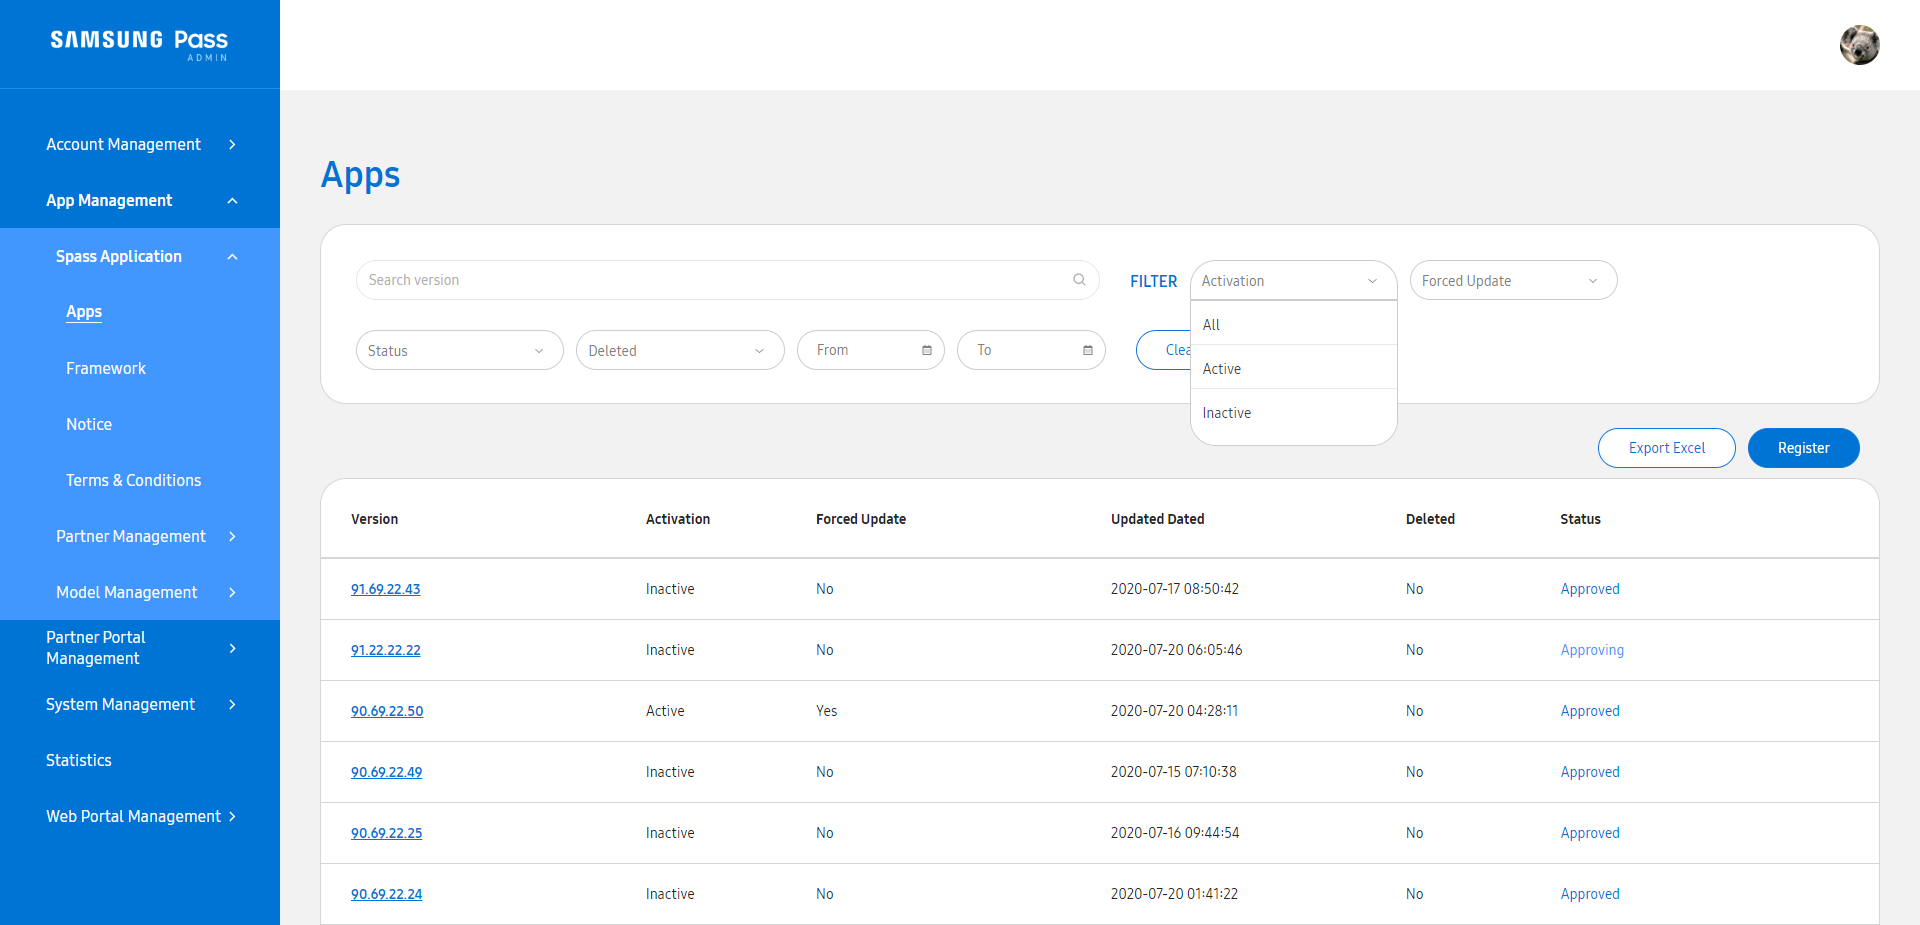 SAMSUNG Pass
ADMIN
Account Management
App Management
Spass Application
Apps
Framework
Notice
Terms & Conditions
Partner Management
Model Management
Partner Portal
Management
System Management
Statistics
Web Portal Management
Apps
Search version
FILTER
Activation
Forced Update
All
Active
Inactive
Status
Deleted
From
To
Clea
Export Excel
Register
Version Activation Forced Update Updated Dated Deleted Status
91.69.22.43 Inactive No 2020-07-17 08:50:42 No Approved
91.22.22.22 Inactive No 2020-07-20 06:05:46 No Approving
90.69.22.50 Active Yes 2020-07-20 04:28:11 No Approved
90.69.22.49 Inactive No 2020-07-15 07:10:38 No Approved
90.69.22.25 Inactive No 2020-07-16 09:44:54 No Approved
90.69.22.24 Inactive No 2020-07-20 01:41:22 No Approved